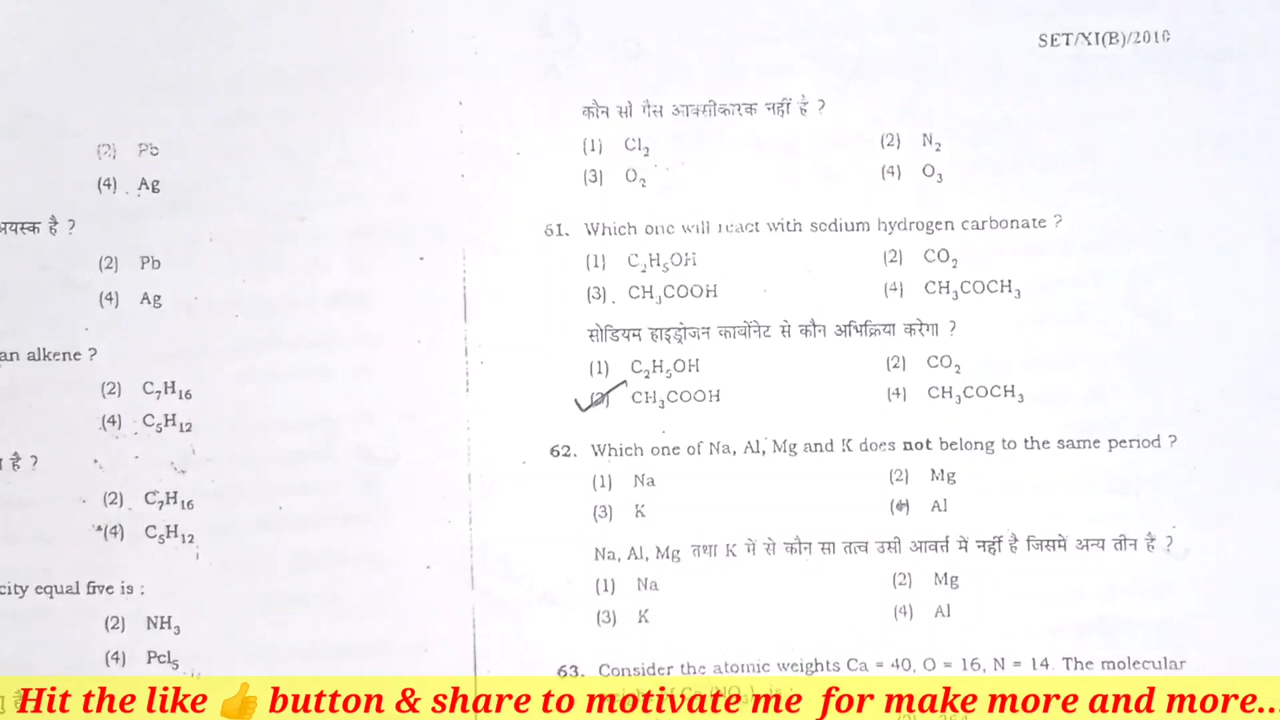 SET/XI(B)/2010
(2) Pb
(4) Ag
अयस्क है ?
(2) Pb
(4) Ag
an alkene ?
(2) C₇H₁₆
(4) C₅H₁₂
है ?
(2) C₇H₁₆
(4) C₅H₁₂
city equal five is :
(2) NH₃
(4) Pcl₅
कौन सी गैस आक्सीकारक नहीं है ?
(1) Cl₂ (2) N₂
(3) O₂ (4) O₃
61. Which one will react with sodium hydrogen carbonate ?
(1) C₂H₅OH (2) CO₂
(3) CH₃COOH (4) CH₃COCH₃
सोडियम हाइड्रोजन कार्बोनेट से कौन अभिक्रिया करेगा ?
(1) C₂H₅OH (2) CO₂
(3) CH₃COOH (4) CH₃COCH₃
62. Which one of Na, Al, Mg and K does not belong to the same period ?
(1) Na (2) Mg
(3) K (4) Al
Na, Al, Mg तथा K में से कौन सा तत्व उसी आवर्त्त में नहीं है जिसमें अन्य तीन है ?
(1) Na (2) Mg
(3) K (4) Al
63. Consider the atomic weights Ca = 40, O = 16, N = 14. The molecular
Hit the like 👍 button & share to motivate me for make more and more...